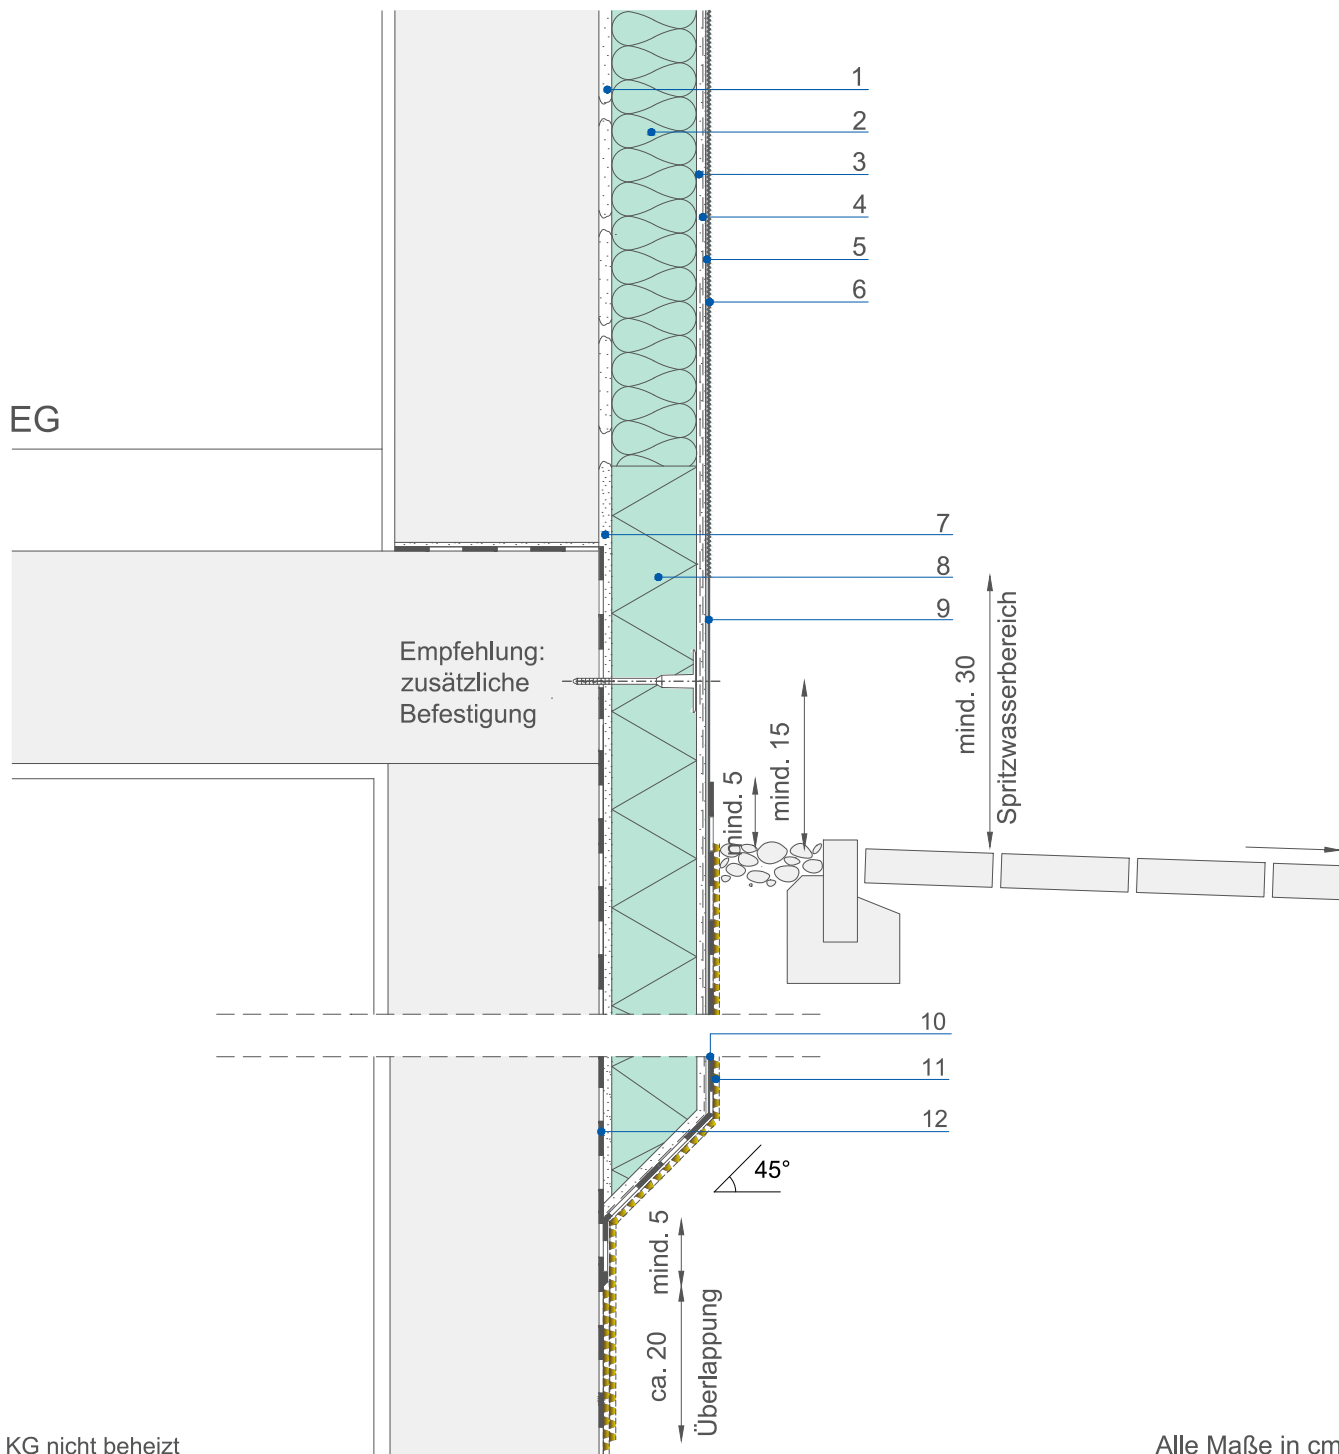 1
2
3
4
5
6
EG
7
8
9
Empfehlung:
zusätzliche
Befestigung
mind. 5
mind. 15
mind. 30
Spritzwasserbereich
10
11
12
45°
mind. 5
ca. 20
Überlappung
KG nicht beheizt
Alle Maße in cm